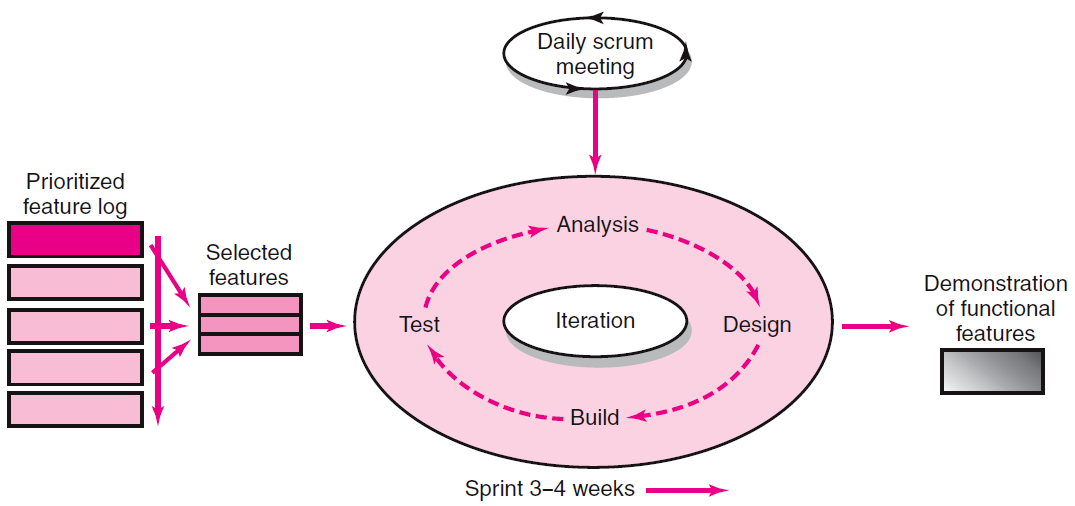 Daily scrum
meeting
Prioritized
feature log
Selected
features
Analysis
Test
Iteration
Design
Build
Demonstration
of functional
features
Sprint 3–4 weeks